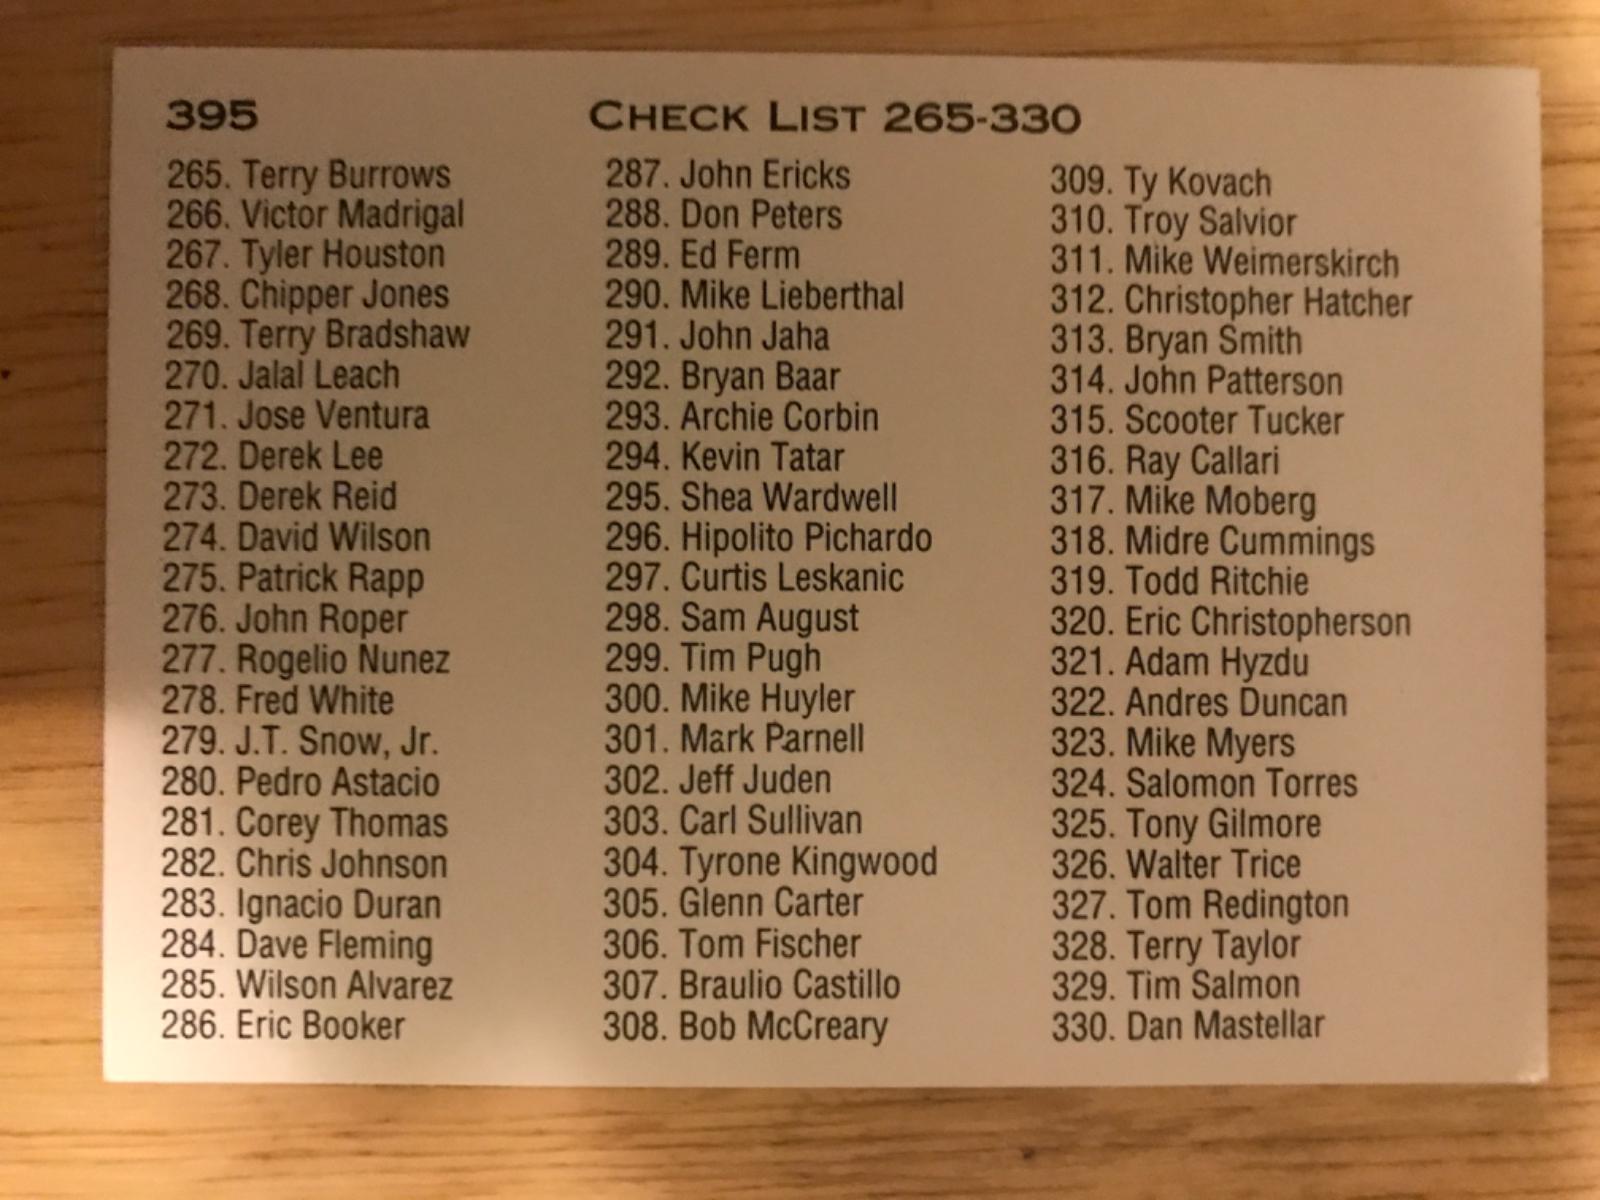 395
CHECK LIST 265-330
265. Terry Burrows
266. Victor Madrigal
267. Tyler Houston
268. Chipper Jones
269. Terry Bradshaw
270. Jalal Leach
271. Jose Ventura
272. Derek Lee
273. Derek Reid
274. David Wilson
275. Patrick Rapp
276. John Roper
277. Rogelio Nunez
278. Fred White
279. J.T. Snow, Jr.
280. Pedro Astacio
281. Corey Thomas
282. Chris Johnson
283. Ignacio Duran
284. Dave Fleming
285. Wilson Alvarez
286. Eric Booker
287. John Ericks
288. Don Peters
289. Ed Ferm
290. Mike Lieberthal
291. John Jaha
292. Bryan Baar
293. Archie Corbin
294. Kevin Tatar
295. Shea Wardwell
296. Hipolito Pichardo
297. Curtis Leskanic
298. Sam August
299. Tim Pugh
300. Mike Huyler
301. Mark Parnell
302. Jeff Juden
303. Carl Sullivan
304. Tyrone Kingwood
305. Glenn Carter
306. Tom Fischer
307. Braulio Castillo
308. Bob McCreary
309. Ty Kovach
310. Troy Salvior
311. Mike Weimerskirch
312. Christopher Hatcher
313. Bryan Smith
314. John Patterson
315. Scooter Tucker
316. Ray Callari
317. Mike Moberg
318. Midre Cummings
319. Todd Ritchie
320. Eric Christopherson
321. Adam Hyzdu
322. Andres Duncan
323. Mike Myers
324. Salomon Torres
325. Tony Gilmore
326. Walter Trice
327. Tom Redington
328. Terry Taylor
329. Tim Salmon
330. Dan Mastellar